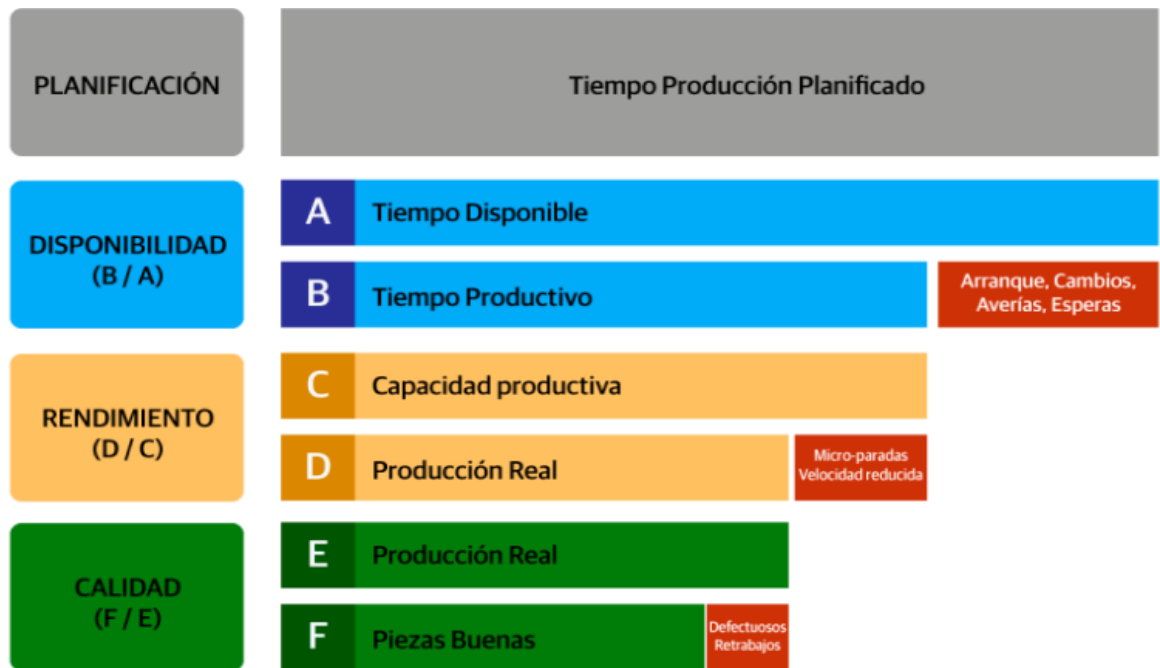 PLANIFICACIÓN
Tiempo Producción Planificado
DISPONIBILIDAD
(B / A)
A
Tiempo Disponible
B
Tiempo Productivo
Arranque, Cambios,
Averías, Esperas
RENDIMIENTO
(D / C)
C
Capacidad productiva
D
Producción Real
Micro-paradas
Velocidad reducida
CALIDAD
(F / E)
E
Producción Real
F
Piezas Buenas
Defectuosos
Retrabajos